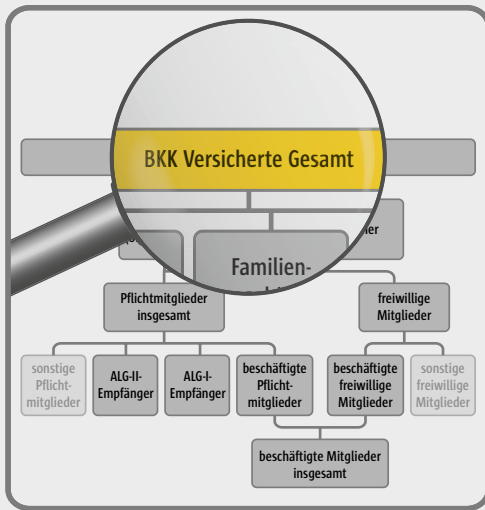 BKK Versicherte Gesamt
Familien-
Pflichtmitglieder
insgesamt
freiwillige
Mitglieder
sonstige
Pflicht-
mitglieder
ALG-II-
Empfänger
ALG-I-
Empfänger
beschäftigte
Pflicht-
mitglieder
beschäftigte
freiwillige
Mitglieder
sonstige
freiwillige
Mitglieder
beschäftigte Mitglieder
insgesamt